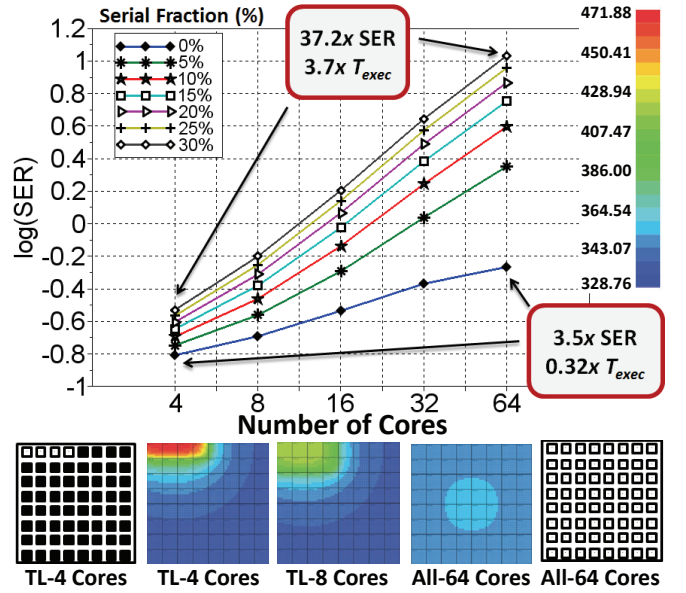 Serial Fraction (%)
0%
5%
10%
15%
20%
25%
30%
37.2x SER
3.7x Texec
3.5x SER
0.32x Texec
log(SER)
1.2
1
0.8
0.6
0.4
0.2
0
-0.2
-0.4
-0.6
-0.8
-1
4
8
16
32
64
Number of Cores
471.88
450.41
428.94
407.47
386.00
364.54
343.07
328.76
TL-4 Cores
TL-4 Cores
TL-8 Cores
All-64 Cores
All-64 Cores